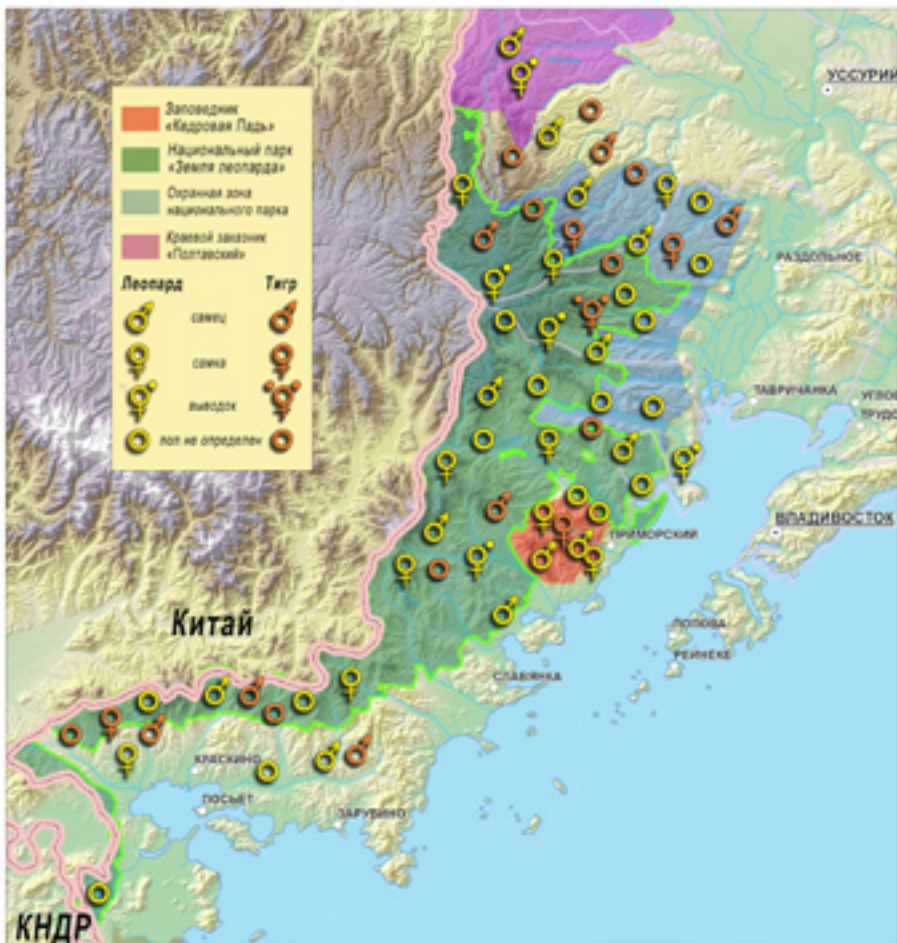 УССУРИЙ
Заповедник
«Кедровая Падь»
Национальный парк
«Земля леопарда»
Охранная зона
национального парка
Краевой заказник
«Полтавский»
РАЗДОЛЬНОЕ
Леопард Тигр
самец
самка
выводок
пол не определен
ТАВРИЧАНКА
УГЛОВ
ТРУДО
ВЛАДИВОСТОК
ПРИМОРСКИЙ
Китай
ПОПОВА
РЕЙНЕКЕ
СЛАВЯНКА
КРАСКИНО
ПОСЬЕТ
ЗАРУБИНО
КНДР